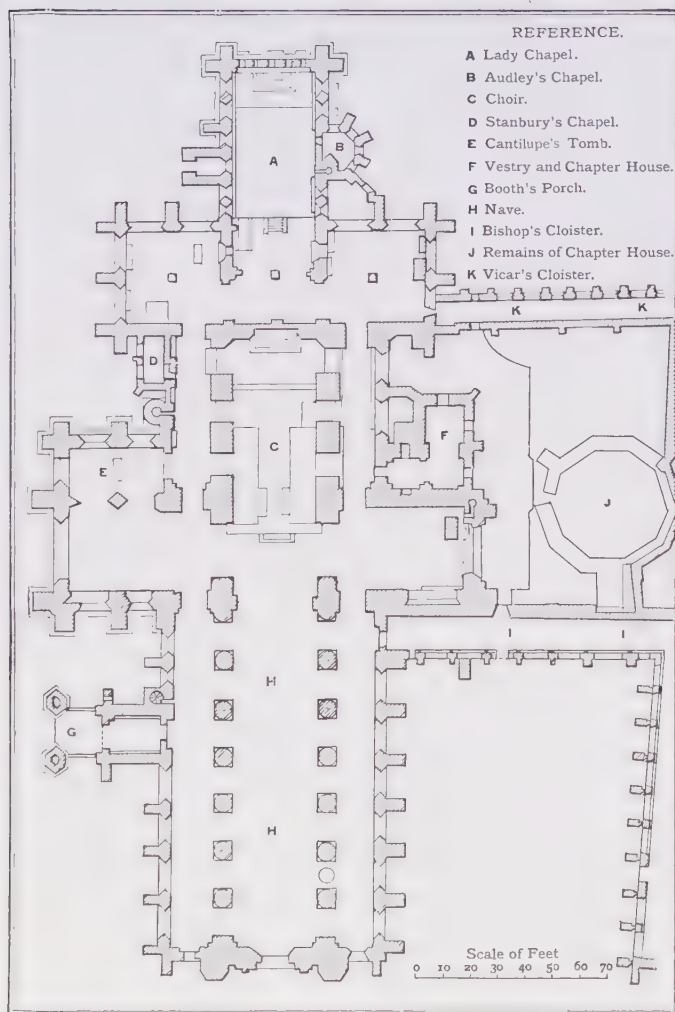 REFERENCE.
A Lady Chapel.
B Audley's Chapel.
C Choir.
D Stanbury's Chapel.
E Cantilupe's Tomb.
F Vestry and Chapter House.
G Booth's Porch.
H Nave.
I Bishop's Cloister.
J Remains of Chapter House.
K Vicar's Cloister.
A
B
K K
D
C
F
E
J
I I
H
G
H
Scale of Feet
0 10 20 30 40 50 60 70